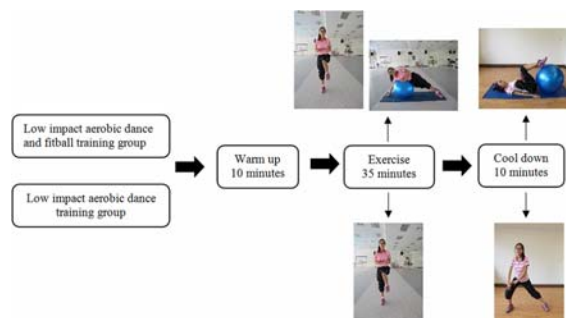 Low impact aerobic dance
and fitball training group
Low impact aerobic dance
training group
Warm up
10 minutes
Exercise
35 minutes
Cool down
10 minutes